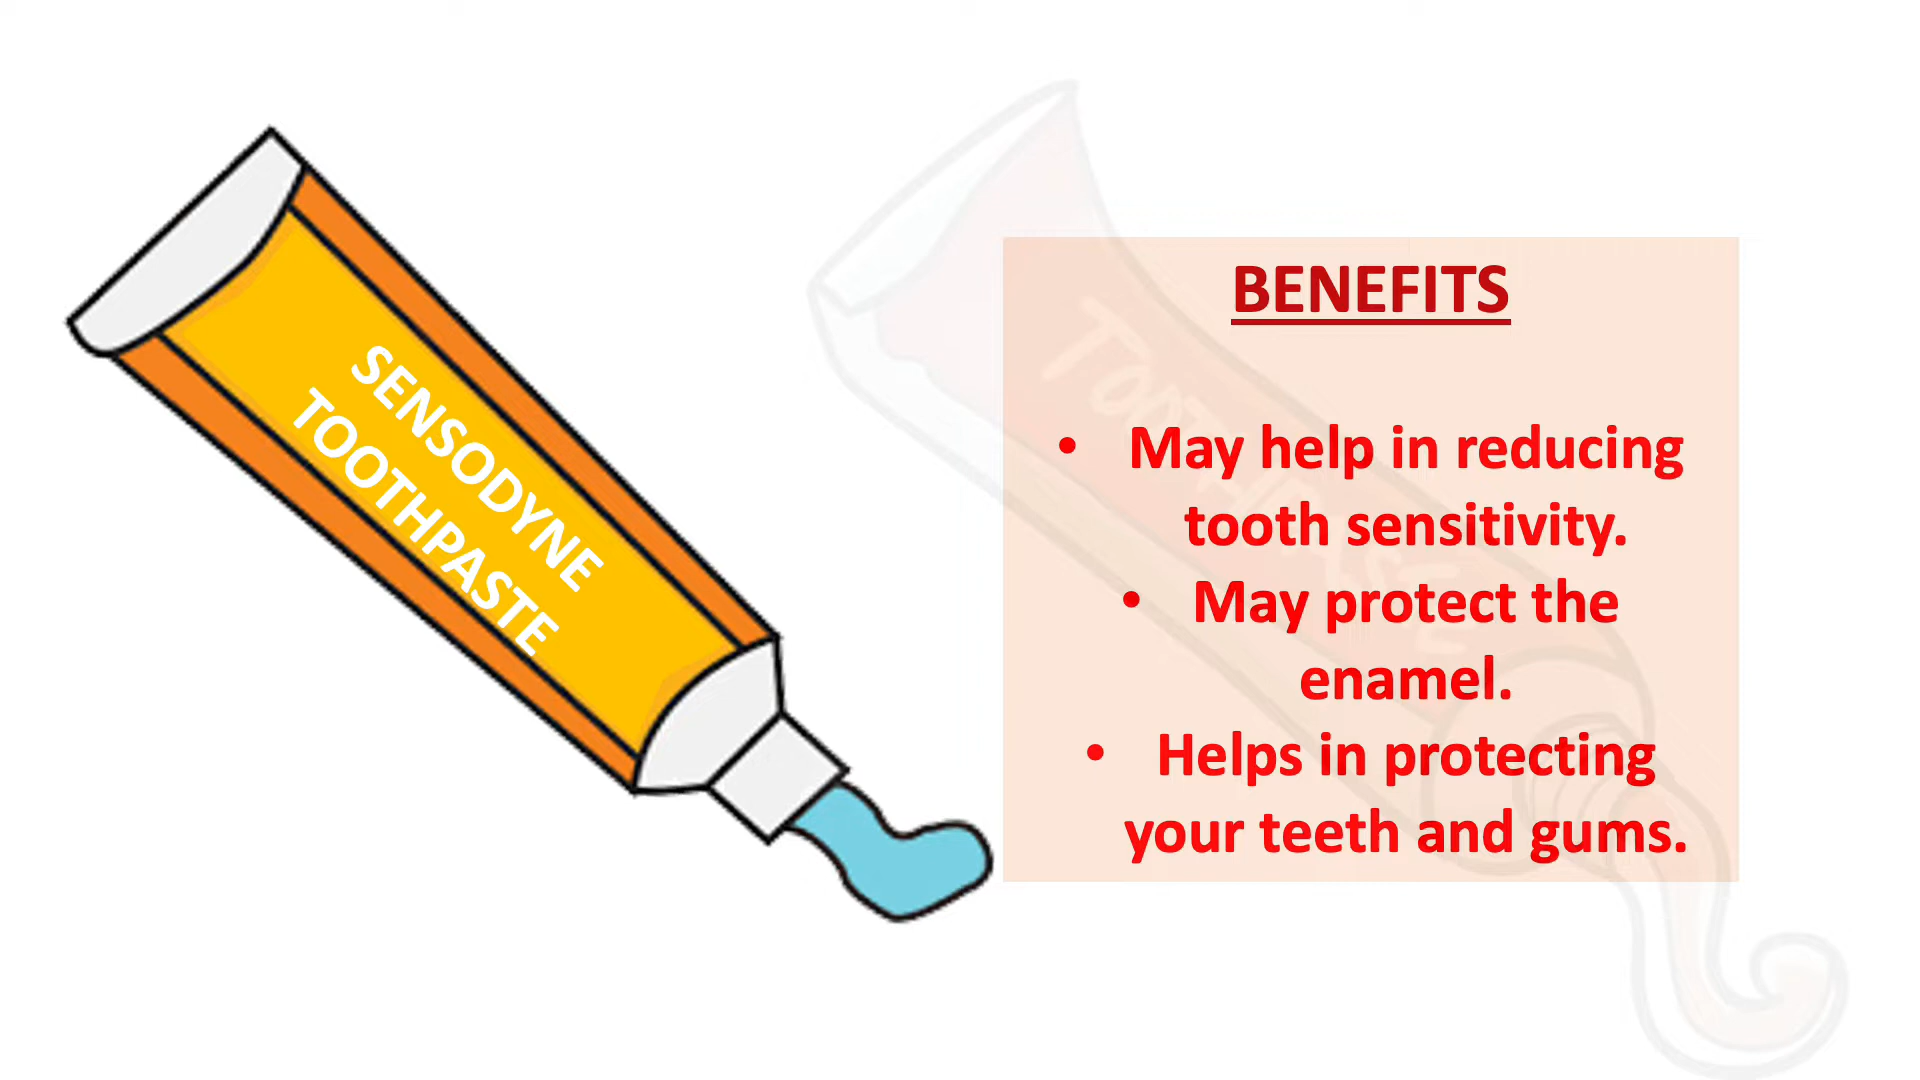 SENSODYNE
TOOTHPASTE
BENEFITS
• May help in reducing
tooth sensitivity.
• May protect the
enamel.
• Helps in protecting
your teeth and gums.
TOOTHPASTE